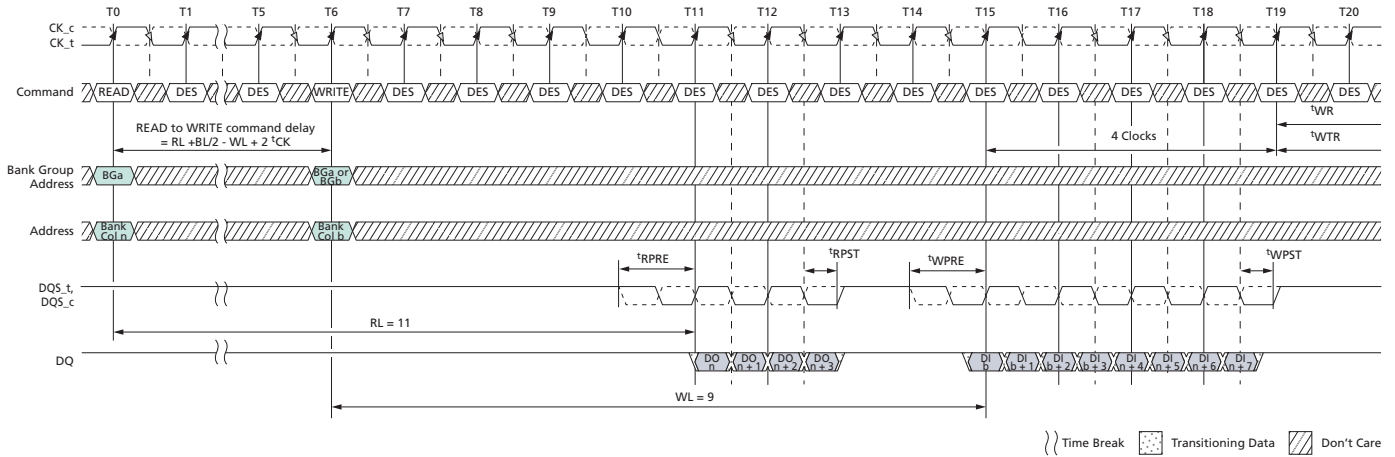 T0 T1 T5 T6 T7 T8 T9 T10 T11 T12 T13 T14 T15 T16 T17 T18 T19 T20
CK_c
CK_t
Command READ DES DES WRITE DES DES DES DES DES DES DES DES DES DES DES DES DES DES
tWR
READ to WRITE command delay
= RL +BL/2 - WL + 2 tCK
4 Clocks
tWTR
Bank Group
Address
BGa
BGa or
BGb
Address
Bank
Col n
Bank
Col b
tRPRE tRPST tWPRE tWPST
DQS_t,
DQS_c
RL = 11
DQ
DO
n
DO
n + 1
DO
n + 2
DO
n + 3
DI
b
DI
b + 1
DI
b + 2
DI
b + 3
DI
n + 4
DI
n + 5
DI
n + 6
DI
n + 7
WL = 9
Time Break Transitioning Data Don't Care